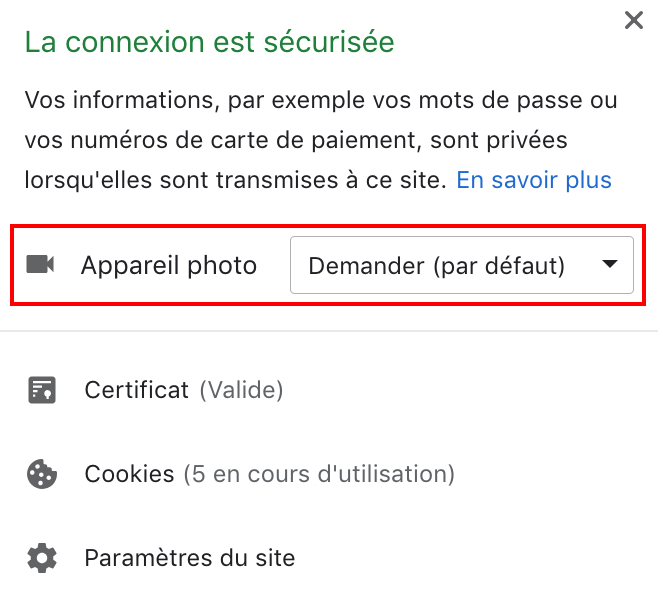 La connexion est sécurisée
Vos informations, par exemple vos mots de passe ou
vos numéros de carte de paiement, sont privées
lorsqu'elles sont transmises à ce site. En savoir plus
Appareil photo Demander (par défaut)
Certificat (Valide)
Cookies (5 en cours d'utilisation)
Paramètres du site